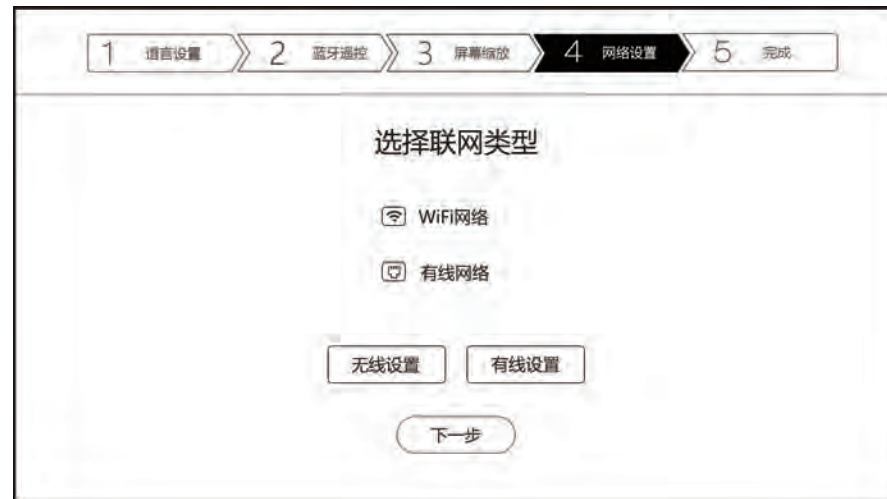 1 语言设置 2 蓝牙遥控 3 屏幕缩放 4 网络设置 5 完成
选择联网类型
WiFi网络
有线网络
无线设置 有线设置
下一步